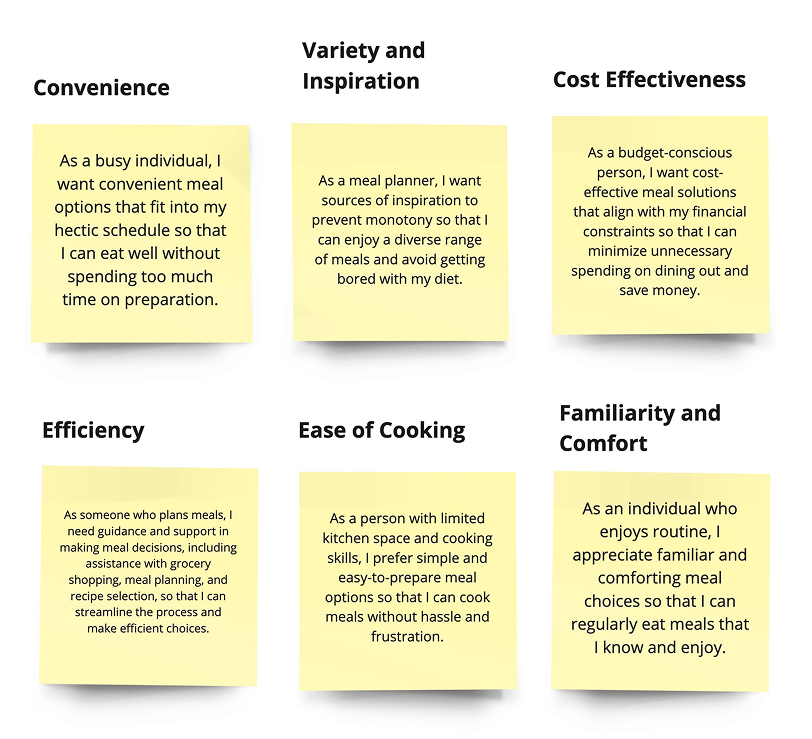 Convenience
As a busy individual, I
want convenient meal
options that fit into my
hectic schedule so that
I can eat well without
spending too much
time on preparation.
Variety and
Inspiration
As a meal planner, I want
sources of inspiration to
prevent monotony so that I
can enjoy a diverse range
of meals and avoid getting
bored with my diet.
Cost Effectiveness
As a budget-conscious
person, I want cost-
effective meal solutions
that align with my financial
constraints so that I can
minimize unnecessary
spending on dining out and
save money.
Efficiency
As someone who plans meals, I
need guidance and support in
making meal decisions, including
assistance with grocery
shopping, meal planning, and
recipe selection, so that I can
streamline the process and
make efficient choices.
Ease of Cooking
As a person with limited
kitchen space and cooking
skills, I prefer simple and
easy-to-prepare meal
options so that I can cook
meals without hassle and
frustration.
Familiarity and
Comfort
As an individual who
enjoys routine, I
appreciate familiar and
comforting meal
choices so that I can
regularly eat meals that
I know and enjoy.